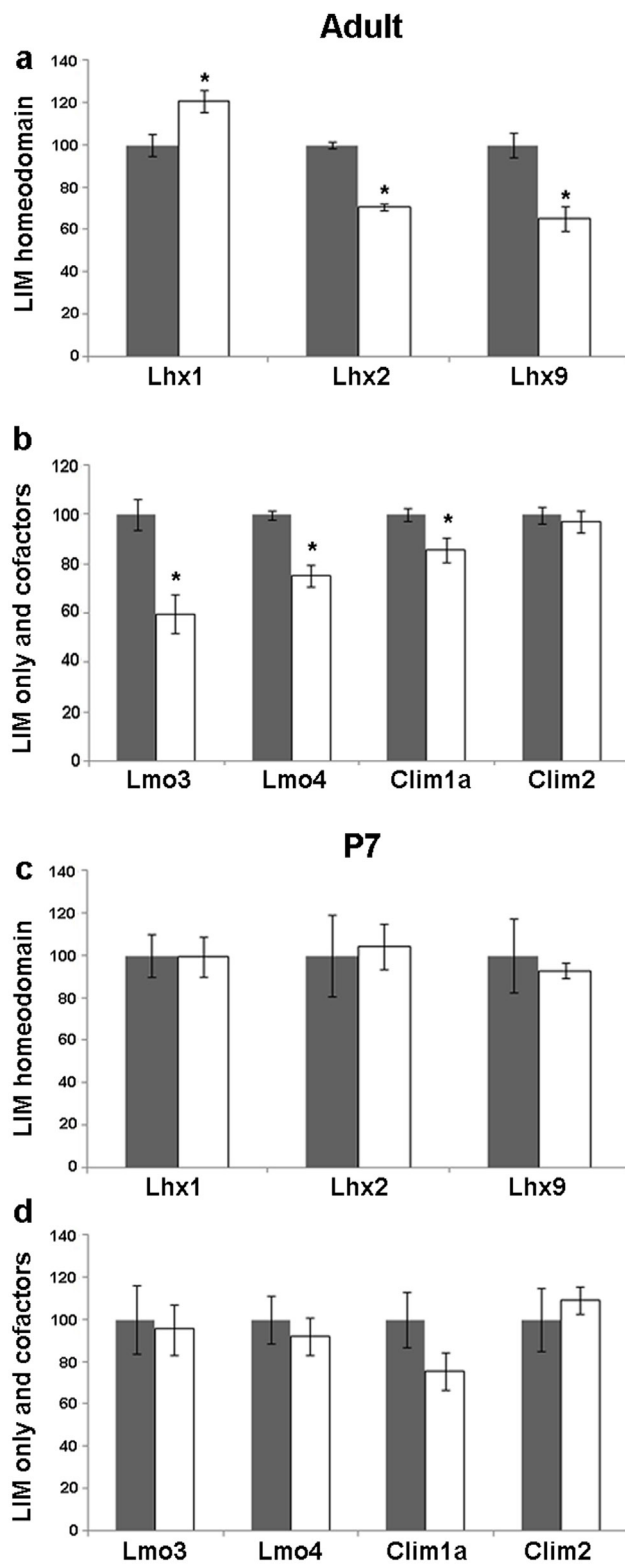 Adult
a
LIM homeodomain
140
120
100
80
60
40
20
0
*
*
*
Lhx1 Lhx2 Lhx9
b
LIM only and cofactors
120
100
80
60
40
20
0
*
*
*
Lmo3 Lmo4 Clim1a Clim2
P7
c
LIM homeodomain
140
120
100
80
60
40
20
0
Lhx1 Lhx2 Lhx9
d
LIM only and cofactors
140
120
100
80
60
40
20
0
Lmo3 Lmo4 Clim1a Clim2